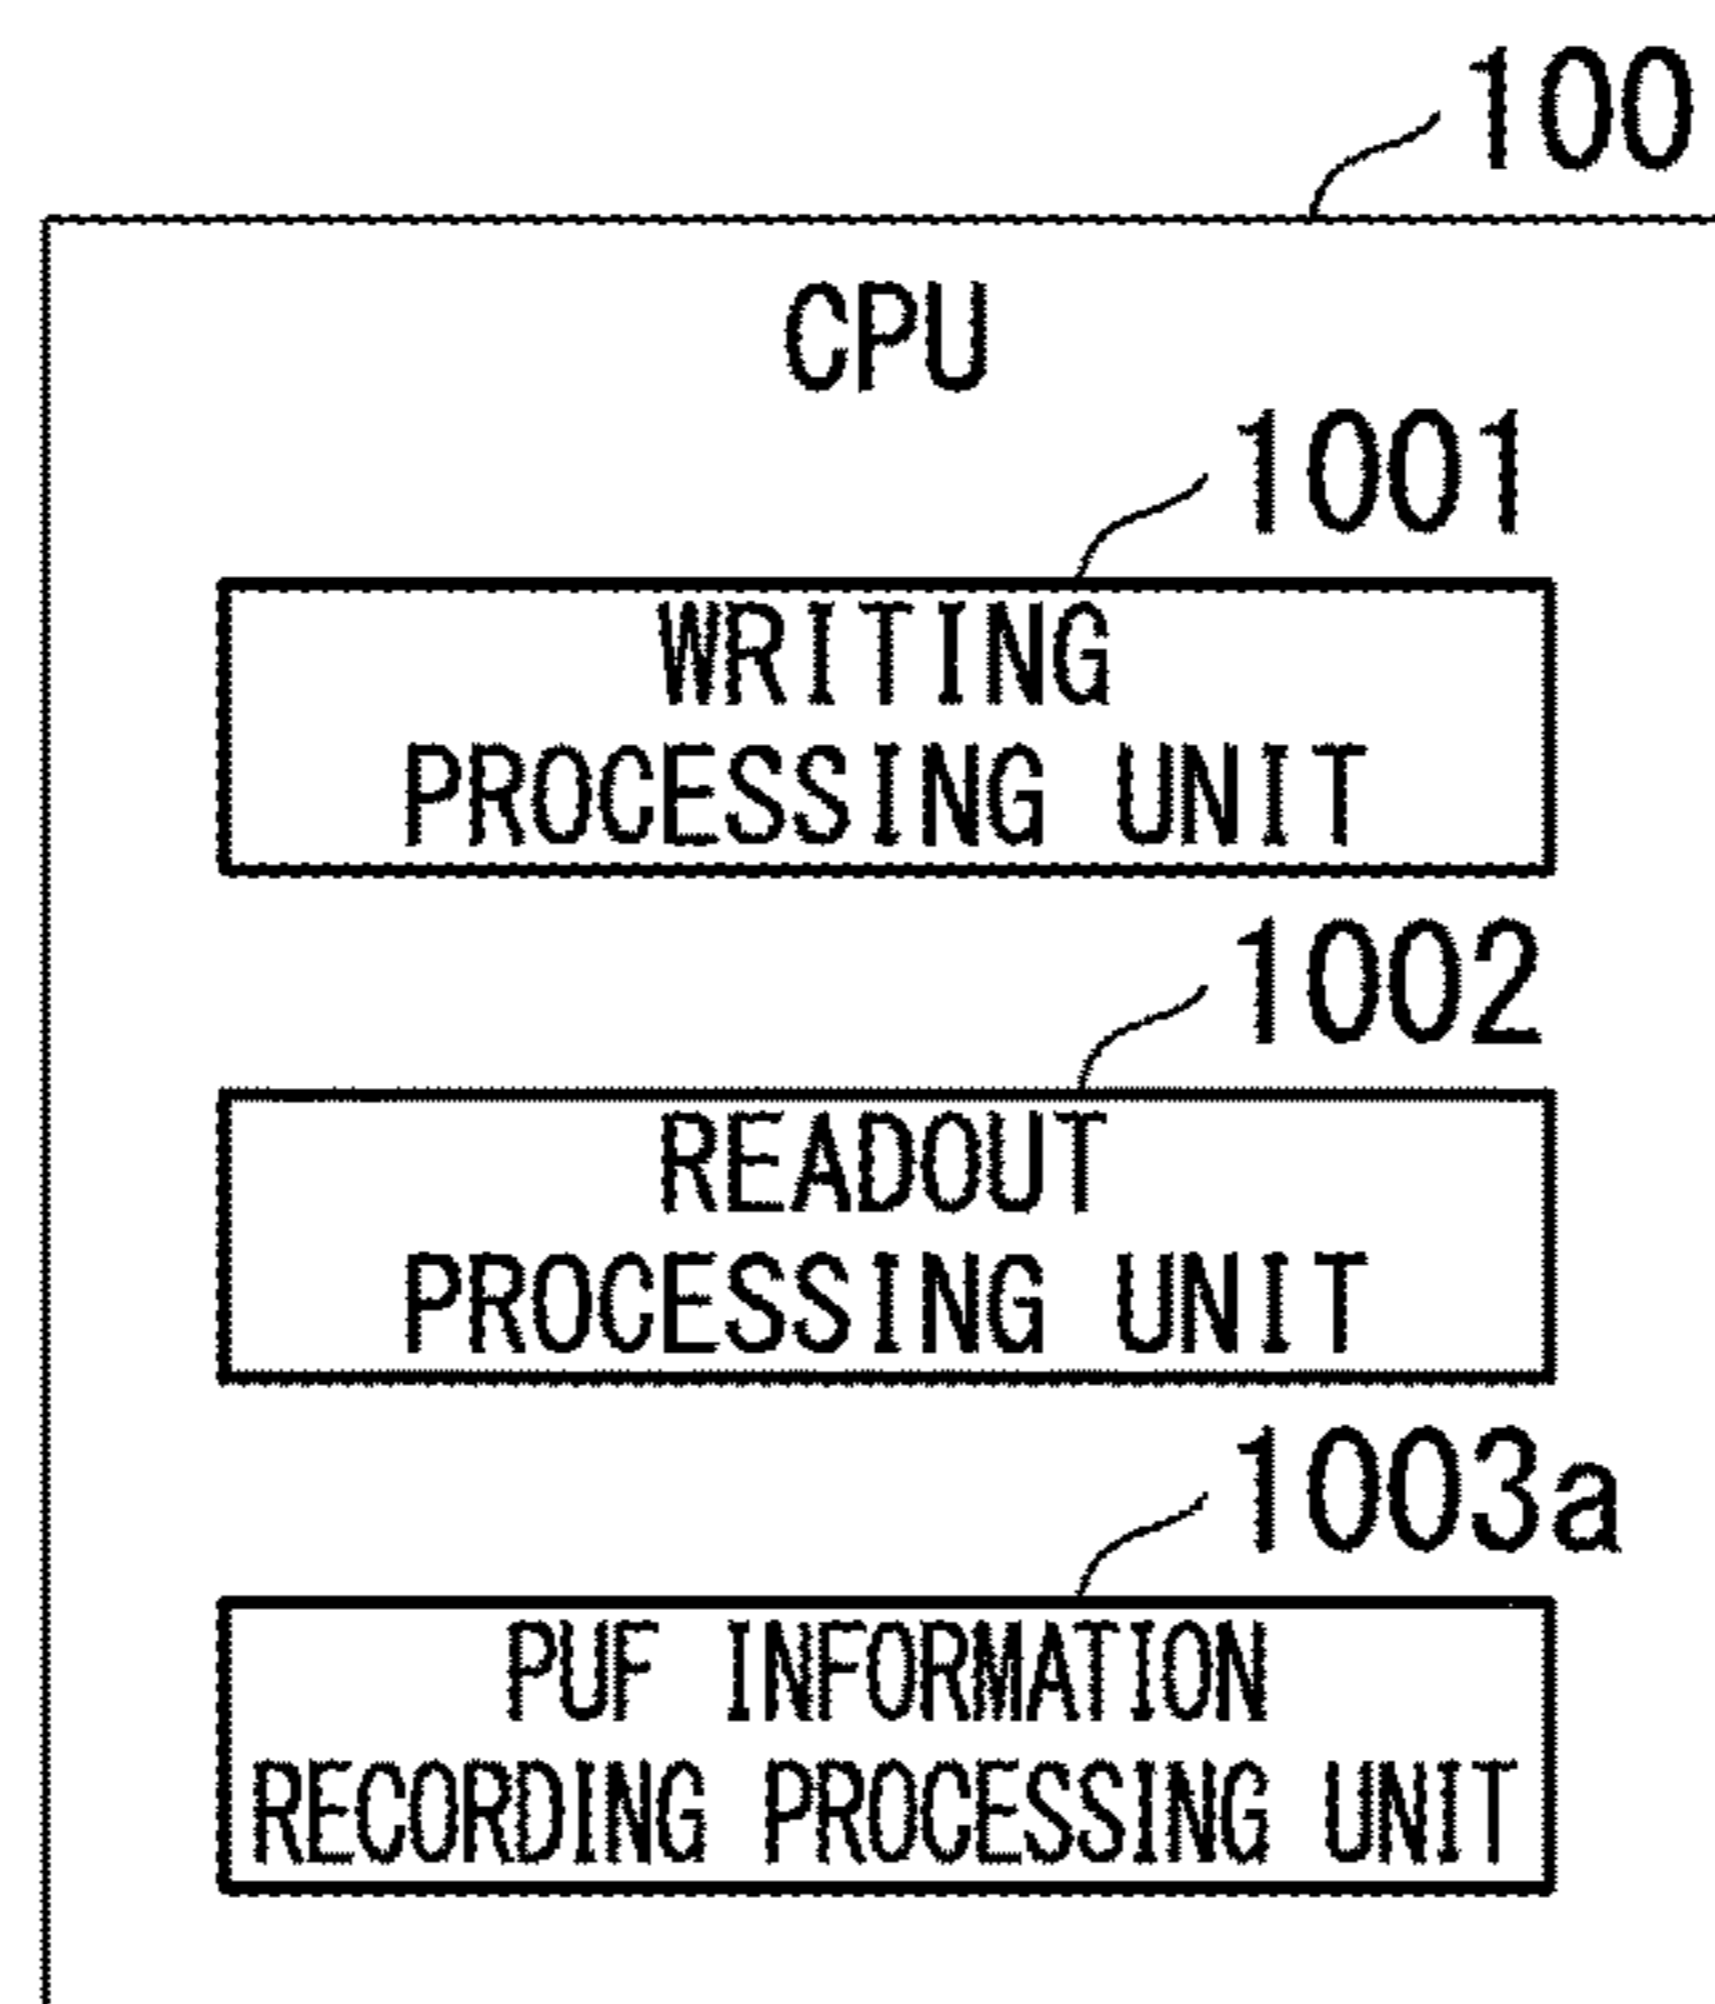 100
CPU
1001
WRITING
PROCESSING UNIT
1002
READOUT
PROCESSING UNIT
1003a
PUF INFORMATION
RECORDING PROCESSING UNIT